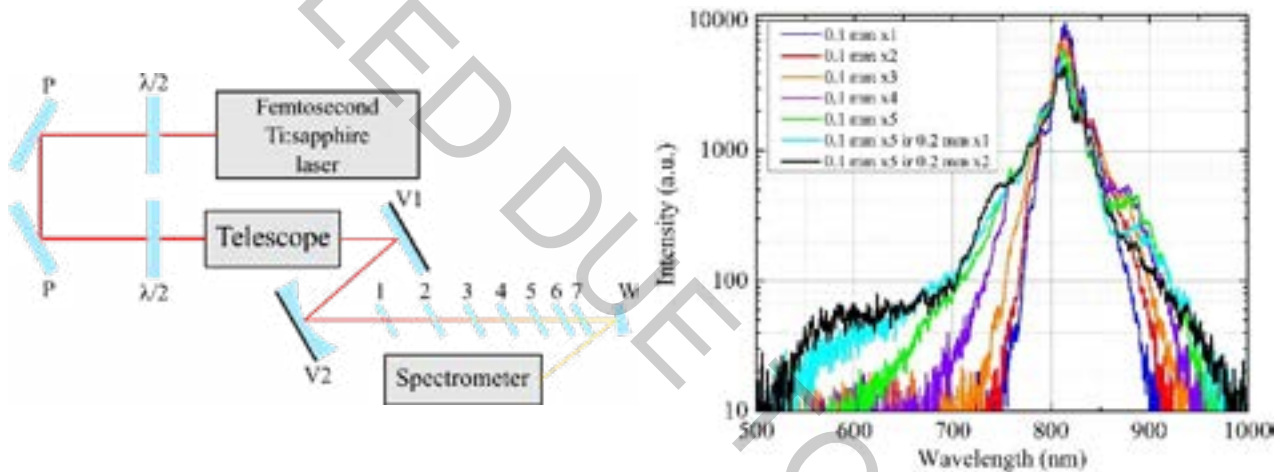 P
λ/2
Femtosecond
Ti:sapphire
laser
P
λ/2
Telescope
V1
V2
1 2 3 4 5 6 7 W
Spectrometer
10000
1000
100
10
500 600 700 800 900 1000
Wavelength (nm)
Intensity (a.u.)
0.1 mm x1
0.1 mm x2
0.1 mm x3
0.1 mm x4
0.1 mm x5
0.1 mm x5 ir 0.2 mm x1
0.1 mm x5 ir 0.2 mm x2
LED DUE TO